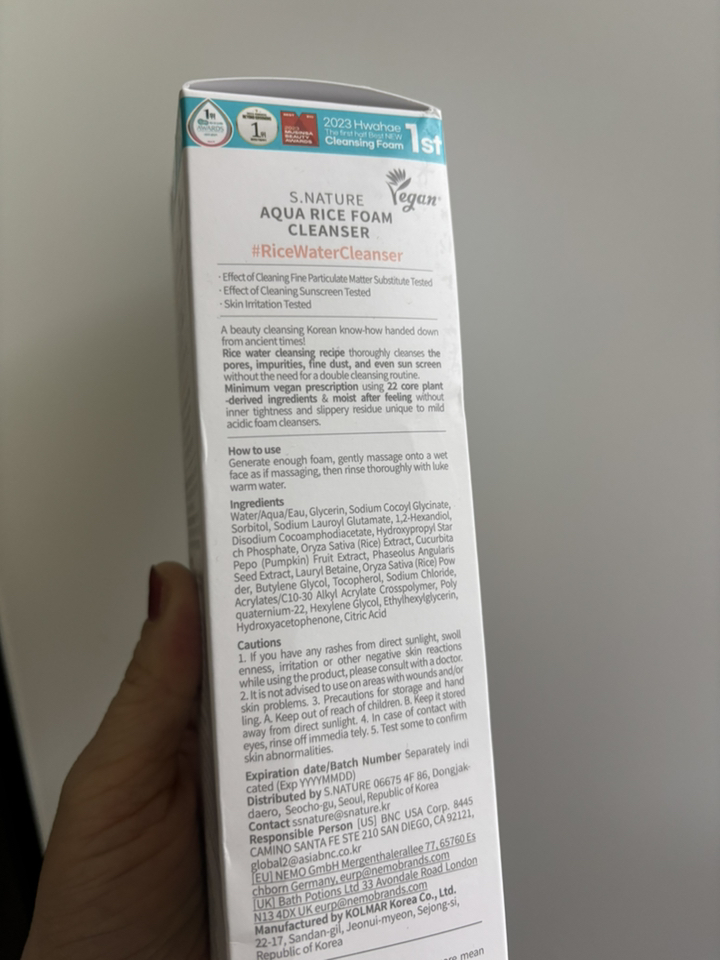 1위
AWARDS
1위
2023 Hwahae
The first half Best NEW
Cleansing Foam
1st
Vegan
S.NATURE
AQUA RICE FOAM
CLEANSER
#RiceWaterCleanser
· Effect of Cleaning Fine Particulate Matter Substitute Tested
· Effect of Cleaning Sunscreen Tested
· Skin Irritation Tested
A beauty cleansing Korean know-how handed down
from ancient times!
Rice water cleansing recipe thoroughly cleanses the
pores, impurities, fine dust, and even sun screen
without the need for a double cleansing routine.
Minimum vegan prescription using 22 core plant
-derived ingredients & moist after feeling without
inner tightness and slippery residue unique to mild
acidic foam cleansers.
How to use
Generate enough foam, gently massage onto a wet
face as if massaging, then rinse thoroughly with luke
warm water.
Ingredients
Water/Aqua/Eau, Glycerin, Sodium Cocoyl Glycinate,
Sorbitol, Sodium Lauroyl Glutamate, 1,2-Hexandiol,
Disodium Cocoamphodiacetate, Hydroxypropyl Star
ch Phosphate, Oryza Sativa (Rice) Extract, Cucurbita
Pepo (Pumpkin) Fruit Extract, Phaseolus Angularis
Seed Extract, Lauryl Betaine, Oryza Sativa (Rice) Pow
der, Butylene Glycol, Tocopherol, Sodium Chloride,
Acrylates/C10-30 Alkyl Acrylate Crosspolymer, Poly
quaternium-22, Hexylene Glycol, Ethylhexylglycerin,
Hydroxyacetophenone, Citric Acid
Cautions
1. If you have any rashes from direct sunlight, swoll
enness, irritation or other negative skin reactions
while using the product, please consult with a doctor.
2. It is not advised to use on areas with wounds and/or
skin problems. 3. Precautions for storage and hand
ling. A. Keep out of reach of children. B. Keep it stored
away from direct sunlight. 4. In case of contact with
eyes, rinse off immedia tely. 5. Test some to confirm
skin abnormalities.
Expiration date/Batch Number Separately indi
cated (Exp YYYYMMDD)
Distributed by S.NATURE 06675 4F 86, Dongjak-
daero, Seocho-gu, Seoul, Republic of Korea
Contact ssnature@snature.kr
Responsible Person [US] BNC USA Corp. 8445
CAMINO SANTA FE STE 210 SAN DIEGO, CA 92121,
global2@asiabnc.co.kr
[EU] NEMO GmbH Mergenthalerallee 77, 65760 Es
chborn Germany, eurp@nemobrands.com
[UK] Bath Potions Ltd 33 Avondale Road London
N13 4DX UK eurp@nemobrands.com
Manufactured by KOLMAR Korea Co., Ltd.
22-17, Sandan-gil, Jeonui-myeon, Sejong-si,
Republic of Korea
mean